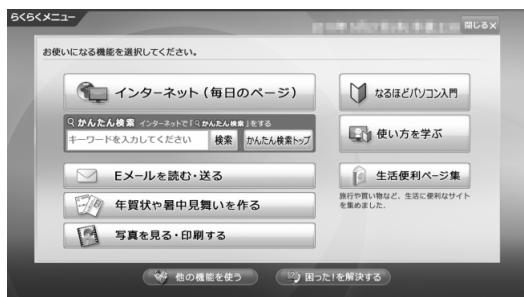 らくらくメニュー
閉じる×
お使いになる機能を選択してください。
インターネット(毎日のページ)
かんたん検索 インターネットで「かんたん検索」をする
キーワードを入力してください 検索 かんたん検索トップ
Eメールを読む・送る
年賀状や暑中見舞いを作る
写真を見る・印刷する
なるほどパソコン入門
使い方を学ぶ
生活便利ページ集
旅行や買い物など、生活に便利なサイト
を集めました.
他の機能を使う
困った!を解決する